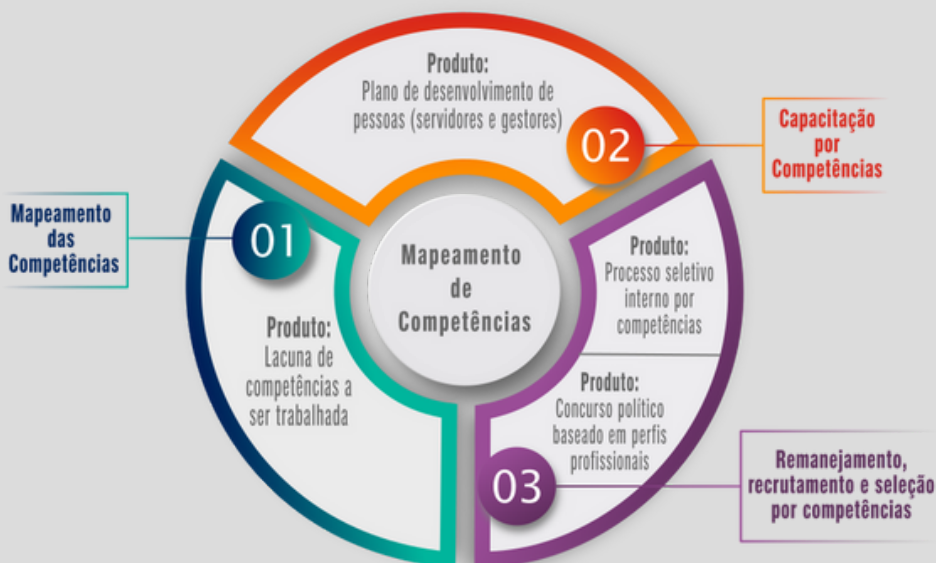 Mapeamento
das
Competências
01
Produto:
Lacuna de
competências a
ser trabalhada
Produto:
Plano de desenvolvimento de
pessoas (servidores e gestores)
02
Capacitação
por
Competências
Mapeamento
de
Competências
Produto:
Processo seletivo
interno por
competências
Produto:
Concurso político
baseado em perfis
profissionais
03
Remanejamento,
recrutamento e seleção
por competências